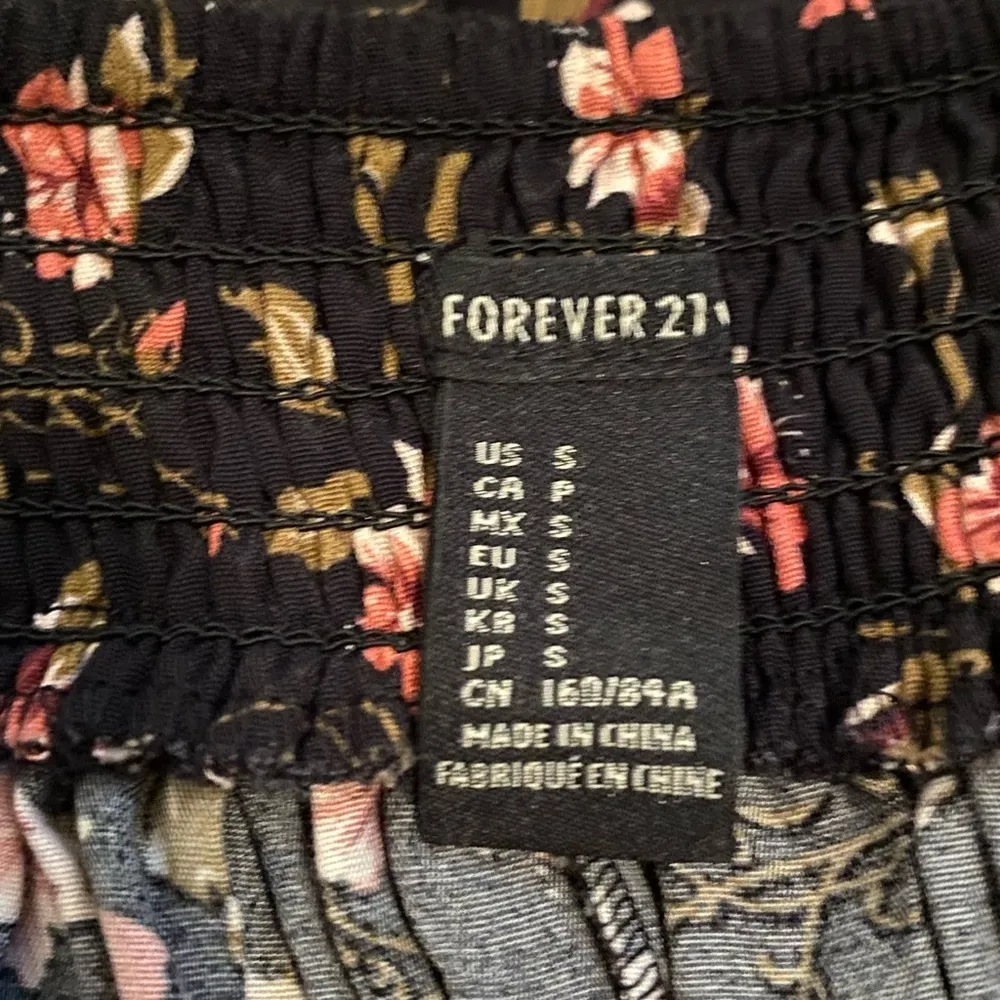 FOREVER 21
US S
CA P
MX S
EU S
UK S
KR S
JP S
CN 160/84A
MADE IN CHINA
FABRIQUÉ EN CHINE